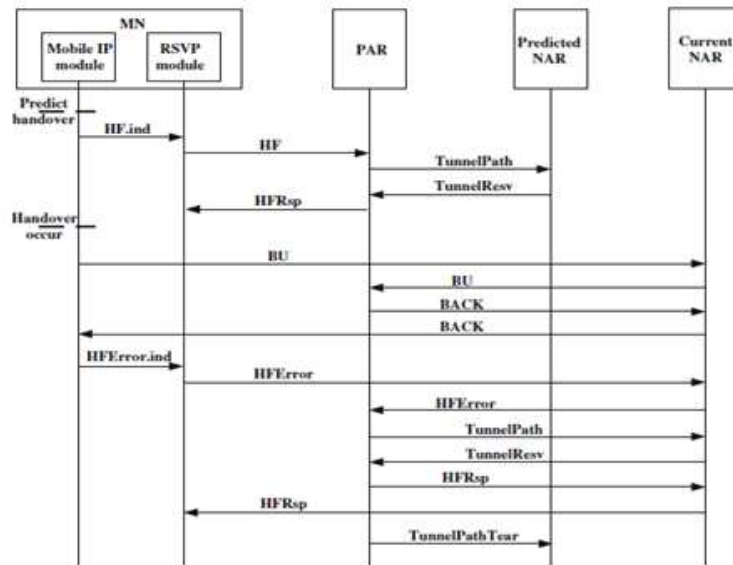 MN
Mobile IP
module
RSVP
module
PAR
Predicted
NAR
Current
NAR
Predict
handover
HF.ind
HF
TunnelPath
TunnelResv
HFRsp
Handover
occur
BU
BU
BACK
BACK
HFError.ind
HFError
HFError
TunnelPath
TunnelResv
HFRsp
HFRsp
TunnelPathTear